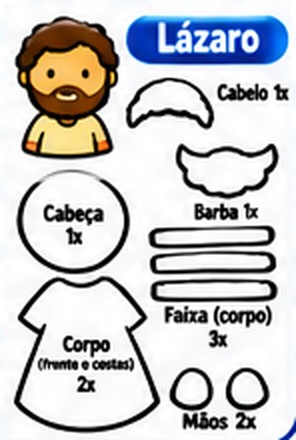 Lázaro
Cabelo 1x
Barba 1x
Cabeça
1x
Faixa (corpo)
3x
Corpo
(frente e costas)
2x
Mãos 2x